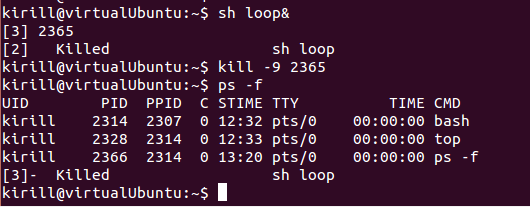 kirill@virtualUbuntu:~$ sh loop&
[3] 2365
[2]   Killed                  sh loop
kirill@virtualUbuntu:~$ kill -9 2365
kirill@virtualUbuntu:~$ ps -f
UID        PID  PPID  C STIME TTY          TIME CMD
kirill    2314  2307  0 12:32 pts/0    00:00:00 bash
kirill    2328  2314  0 12:33 pts/0    00:00:00 top
kirill    2366  2314  0 13:20 pts/0    00:00:00 ps -f
[3]-  Killed                  sh loop
kirill@virtualUbuntu:~$